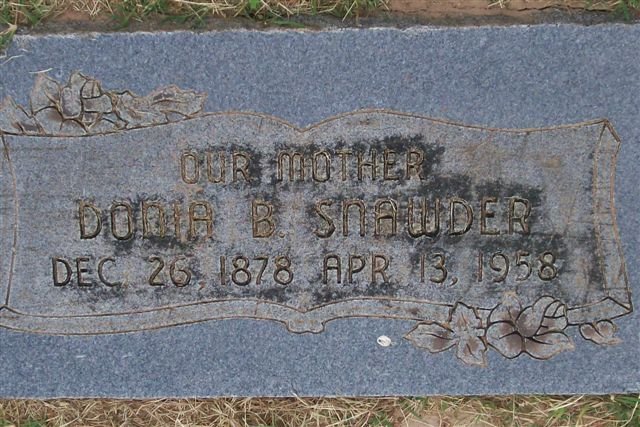 OUR MOTHER
DONIA B. SNAWDER
DEC. 26, 1878 APR. 13, 1958